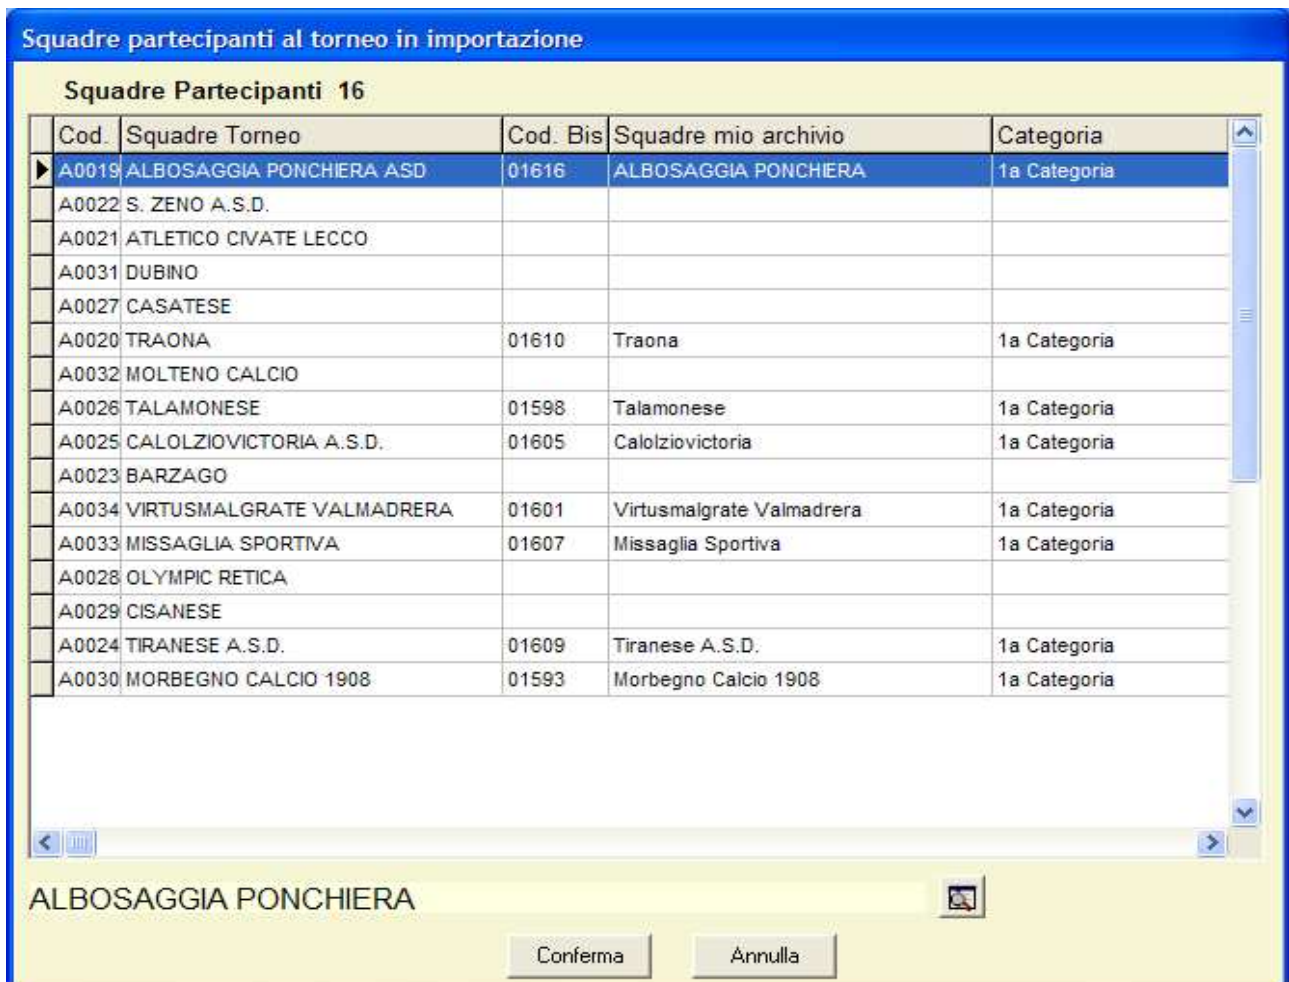 Squadre partecipanti al torneo in importazione
Squadre Partecipanti 16
Cod. Squadre Torneo Cod. Bis Squadre mio archivio Categoria
A0019 ALBOSAGGIA PONCHIERA ASD 01616 ALBOSAGGIA PONCHIERA 1a Categoria
A0022 S. ZENO A.S.D.
A0021 ATLETICO CIVATE LECCO
A0031 DUBINO
A0027 CASATESE
A0020 TRAONA 01610 Traona 1a Categoria
A0032 MOLTENO CALCIO
A0026 TALAMONESE 01598 Talamonese 1a Categoria
A0025 CALOLZIOVICTORIA A.S.D. 01605 Calolziovictoria 1a Categoria
A0023 BARZAGO
A0034 VIRTUSMALGRATE VALMADRERA 01601 Virtusmalgrate Valmadrera 1a Categoria
A0033 MISSAGLIA SPORTIVA 01607 Missaglia Sportiva 1a Categoria
A0028 OLYMPIC RETICA
A0029 CISANESE
A0024 TIRANESE A.S.D. 01609 Tiranese A.S.D. 1a Categoria
A0030 MORBEGNO CALCIO 1908 01593 Morbegno Calcio 1908 1a Categoria
ALBOSAGGIA PONCHIERA
Conferma Annulla